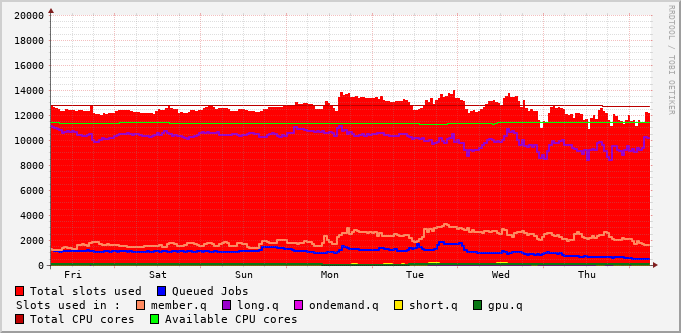 RRDTOOL / TOBI OETIKER
20000
18000
16000
14000
12000
10000
8000
6000
4000
2000
0
Fri Sat Sun Mon Tue Wed Thu
Total slots used Queued Jobs
Slots used in : member.q long.q ondemand.q short.q gpu.q
Total CPU cores Available CPU cores